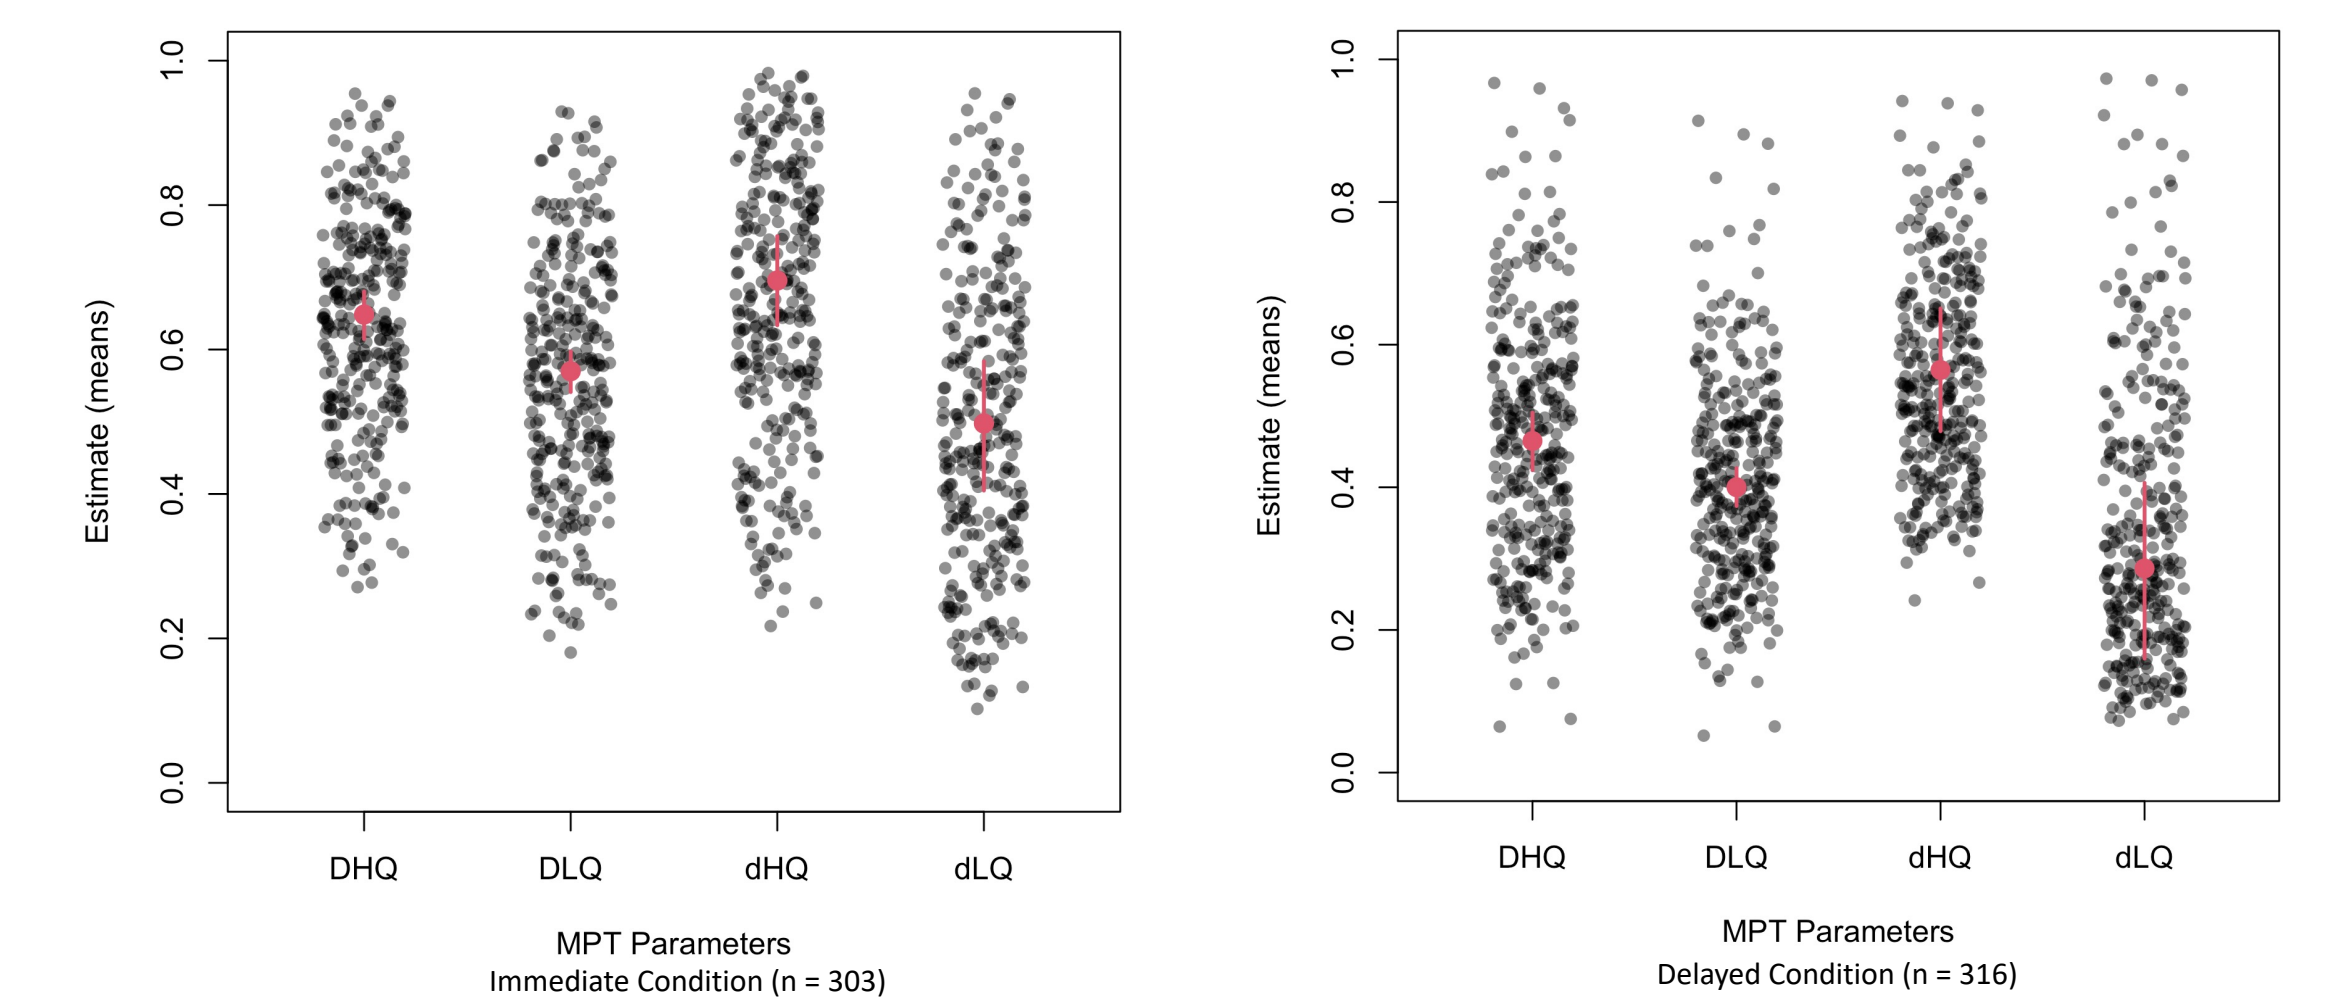 Estimate (means)
1.0
0.8
0.6
0.4
0.2
0.0
DHQ DLQ dHQ dLQ
MPT Parameters
Immediate Condition (n = 303)
Estimate (means)
1.0
0.8
0.6
0.4
0.2
0.0
DHQ DLQ dHQ dLQ
MPT Parameters
Delayed Condition (n = 316)